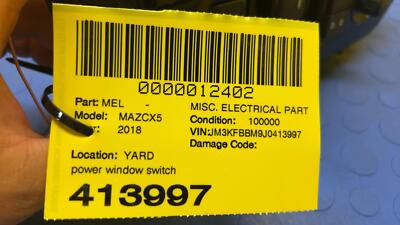 0000012402
Part: MEL - MISC. ELECTRICAL PART
Model: MAZCX5 Condition: 100000
2018 VIN:JM3KFBBM9J0413997
Damage Code:
Location: YARD
power window switch
413997